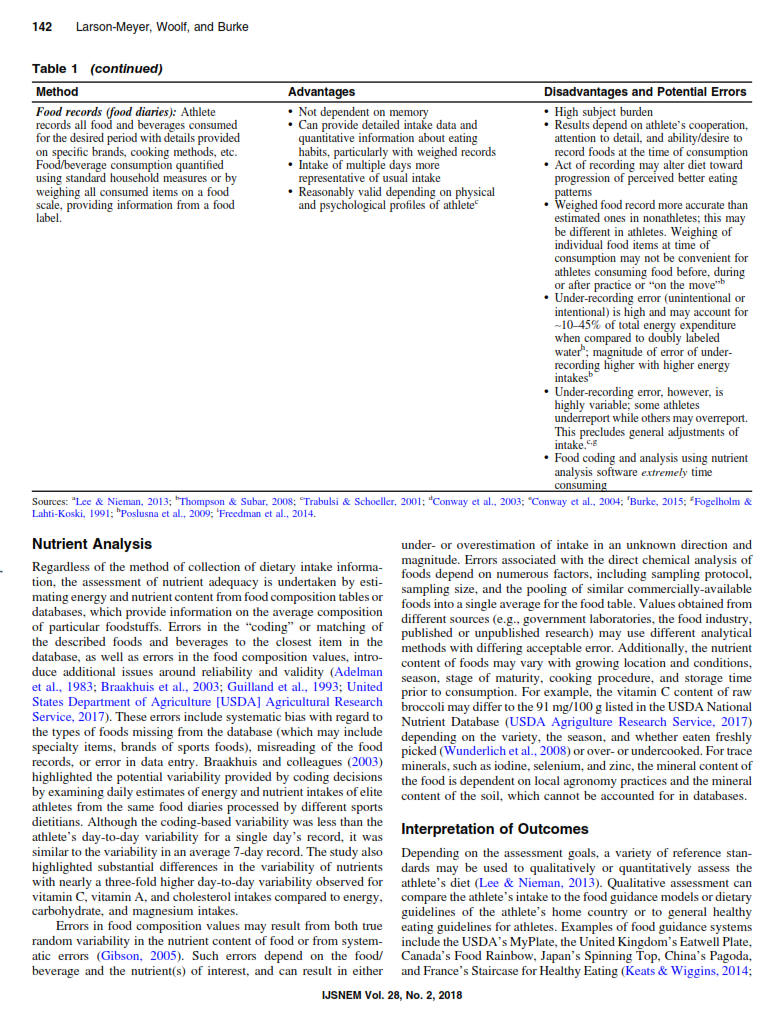 142 Larson-Meyer, Woolf, and Burke
Table 1 (continued)
Method Advantages Disadvantages and Potential Errors
Food records (food diaries): Athlete
records all food and beverages consumed
for the desired period with details provided
on specific brands, cooking methods, etc.
Food/beverage consumption quantified
using standard household measures or by
weighing all consumed items on a food
scale, providing information from a food
label.
• Not dependent on memory
• Can provide detailed intake data and
quantitative information about eating
habits, particularly with weighed records
• Intake of multiple days more
representative of usual intake
• Reasonably valid depending on physical
and psychological profiles of athleteᶜ
• High subject burden
• Results depend on athlete's cooperation,
attention to detail, and ability/desire to
record foods at the time of consumption
• Act of recording may alter diet toward
progression of perceived better eating
patterns
• Weighed food record more accurate than
estimated ones in nonathletes; this may
be different in athletes. Weighing of
individual food items at time of
consumption may not be convenient for
athletes consuming food before, during
or after practice or “on the move”ᵇ
• Under-recording error (unintentional or
intentional) is high and may account for
~10–45% of total energy expenditure
when compared to doubly labeled
waterʰ; magnitude of error of under-
recording higher with higher energy
intakesᵇ
• Under-recording error, however, is
highly variable; some athletes
underreport while others may overreport.
This precludes general adjustments of
intake.ᶜ,ᵍ
• Food coding and analysis using nutrient
analysis software extremely time
consuming
Sources: ᵃLee & Nieman, 2013; ᵇThompson & Subar, 2008; ᶜTrabulsi & Schoeller, 2001; ᵈConway et al., 2003; ᵉConway et al., 2004; ᶠBurke, 2015; ᵍFogelholm &
Lahti-Koski, 1991; ʰPoslusna et al., 2009; ⁱFreedman et al., 2014.
Nutrient Analysis
Regardless of the method of collection of dietary intake informa-
tion, the assessment of nutrient adequacy is undertaken by esti-
mating energy and nutrient content from food composition tables or
databases, which provide information on the average composition
of particular foodstuffs. Errors in the “coding” or matching of
the described foods and beverages to the closest item in the
database, as well as errors in the food composition values, intro-
duce additional issues around reliability and validity (Adelman
et al., 1983; Braakhuis et al., 2003; Guilland et al., 1993; United
States Department of Agriculture [USDA] Agricultural Research
Service, 2017). These errors include systematic bias with regard to
the types of foods missing from the database (which may include
specialty items, brands of sports foods), misreading of the food
records, or error in data entry. Braakhuis and colleagues (2003)
highlighted the potential variability provided by coding decisions
by examining daily estimates of energy and nutrient intakes of elite
athletes from the same food diaries processed by different sports
dietitians. Although the coding-based variability was less than the
athlete's day-to-day variability for a single day's record, it was
similar to the variability in an average 7-day record. The study also
highlighted substantial differences in the variability of nutrients
with nearly a three-fold higher day-to-day variability observed for
vitamin C, vitamin A, and cholesterol intakes compared to energy,
carbohydrate, and magnesium intakes.
Errors in food composition values may result from both true
random variability in the nutrient content of food or from system-
atic errors (Gibson, 2005). Such errors depend on the food/
beverage and the nutrient(s) of interest, and can result in either
under- or overestimation of intake in an unknown direction and
magnitude. Errors associated with the direct chemical analysis of
foods depend on numerous factors, including sampling protocol,
sampling size, and the pooling of similar commercially-available
foods into a single average for the food table. Values obtained from
different sources (e.g., government laboratories, the food industry,
published or unpublished research) may use different analytical
methods with differing acceptable error. Additionally, the nutrient
content of foods may vary with growing location and conditions,
season, stage of maturity, cooking procedure, and storage time
prior to consumption. For example, the vitamin C content of raw
broccoli may differ to the 91 mg/100 g listed in the USDA National
Nutrient Database (USDA Agrigulture Research Service, 2017)
depending on the variety, the season, and whether eaten freshly
picked (Wunderlich et al., 2008) or over- or undercooked. For trace
minerals, such as iodine, selenium, and zinc, the mineral content of
the food is dependent on local agronomy practices and the mineral
content of the soil, which cannot be accounted for in databases.
Interpretation of Outcomes
Depending on the assessment goals, a variety of reference stan-
dards may be used to qualitatively or quantitatively assess the
athlete's diet (Lee & Nieman, 2013). Qualitative assessment can
compare the athlete's intake to the food guidance models or dietary
guidelines of the athlete's home country or to general healthy
eating guidelines for athletes. Examples of food guidance systems
include the USDA's MyPlate, the United Kingdom's Eatwell Plate,
Canada's Food Rainbow, Japan's Spinning Top, China's Pagoda,
and France's Staircase for Healthy Eating (Keats & Wiggins, 2014;
IJSNEM Vol. 28, No. 2, 2018